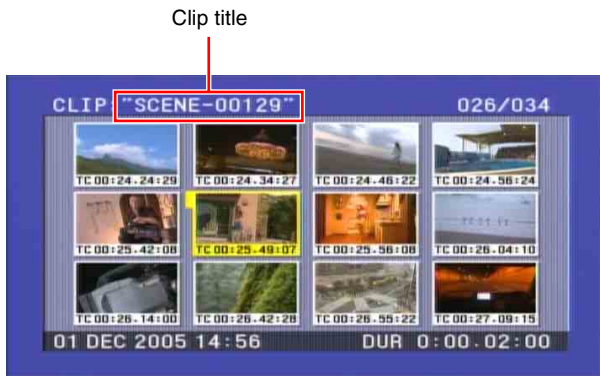 Clip title
CLIP: "SCENE-00129" 026/034
TC 00:24.24:29 TC 00:24.34:27 TC 00:24.46:22 TC 00:24.56:24
TC 00:25.42:08 TC 00:25.49:07 TC 00:25.56:08 TC 00:26.04:10
TC 00:26.14:00 TC 00:26.42:28 TC 00:26.55:22 TC 00:27.09:15
01 DEC 2005 14:56 DUR 0:00.02:00